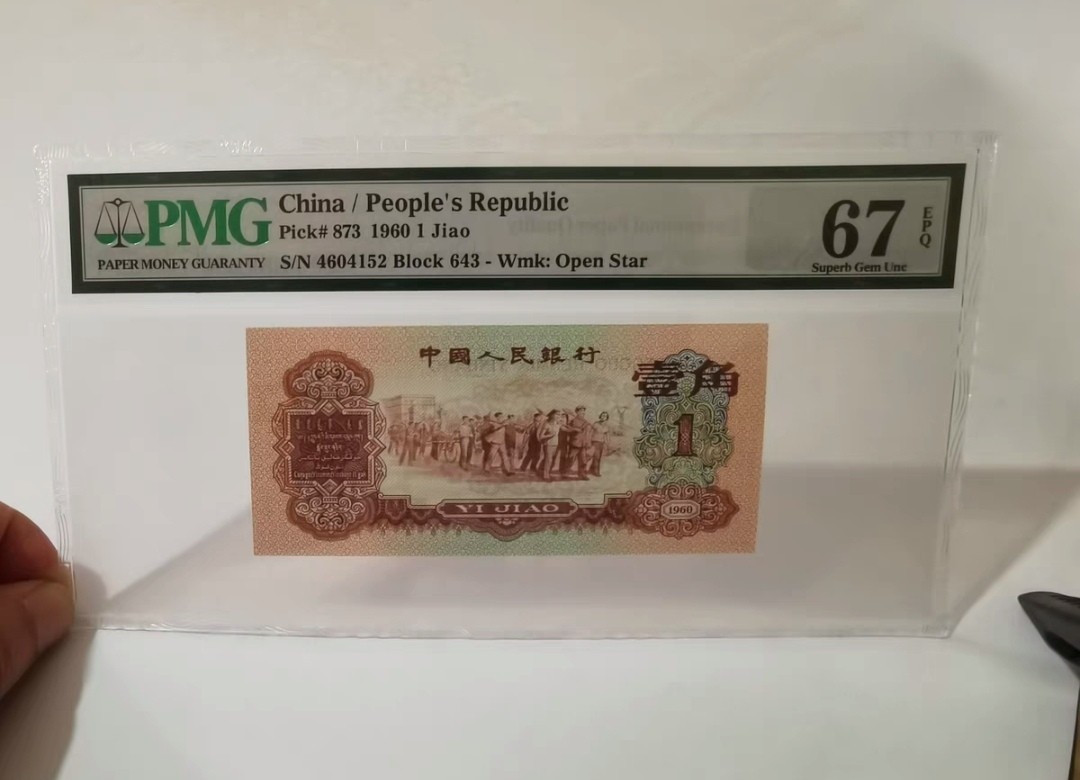 PMG
PAPER MONEY GUARANTY
China / People's Republic
Pick# 873 1960 1 Jiao
S/N 4604152 Block 643 - Wmk: Open Star
67
EPQ
Superb Gem Unc
中國人民銀行
壹角
1
YI JIAO
1960